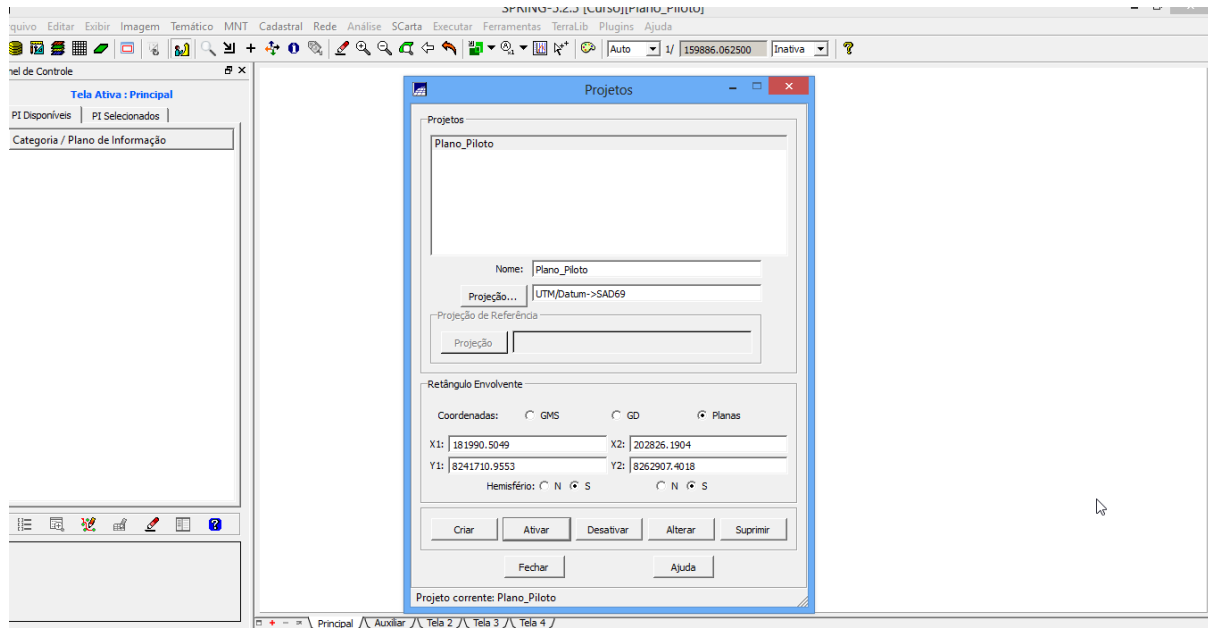 SPRING-5.2.5 [Curso][Plano_Piloto]
quivo Editar Exibir Imagem Temático MNT Cadastral Rede Análise SCarta Executar Ferramentas TerraLib Plugins Ajuda
Auto 1/ 159886.062500 Inativa
nel de Controle
Tela Ativa : Principal
PI Disponíveis PI Selecionados
Categoria / Plano de Informação
Projetos
Projetos
Plano_Piloto
Nome: Plano_Piloto
Projeção... UTM/Datum->SAD69
Projeção de Referência
Projeção
Retângulo Envolvente
Coordenadas: GMS GD Planas
X1: 181990.5049 X2: 202826.1904
Y1: 8241710.9553 Y2: 8262907.4018
Hemisfério: N S N S
Criar Ativar Desativar Alterar Suprimir
Fechar Ajuda
Projeto corrente: Plano_Piloto
Principal Auxiliar Tela 2 Tela 3 Tela 4